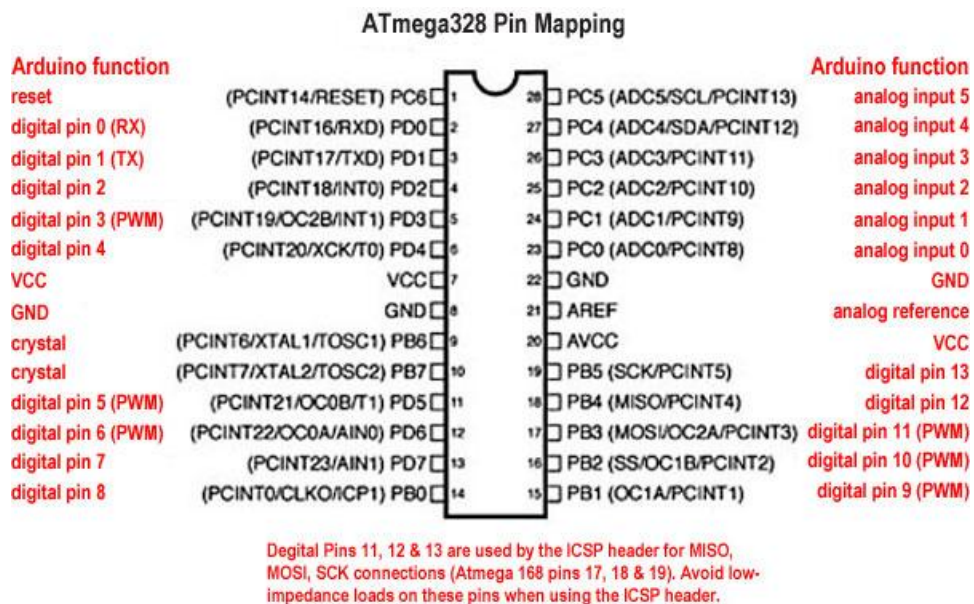 ATmega328 Pin Mapping
Arduino function Arduino function
reset (PCINT14/RESET) PC6 1 28 PC5 (ADC5/SCL/PCINT13) analog input 5
digital pin 0 (RX) (PCINT16/RXD) PD0 2 27 PC4 (ADC4/SDA/PCINT12) analog input 4
digital pin 1 (TX) (PCINT17/TXD) PD1 3 26 PC3 (ADC3/PCINT11) analog input 3
digital pin 2 (PCINT18/INT0) PD2 4 25 PC2 (ADC2/PCINT10) analog input 2
digital pin 3 (PWM) (PCINT19/OC2B/INT1) PD3 5 24 PC1 (ADC1/PCINT9) analog input 1
digital pin 4 (PCINT20/XCK/T0) PD4 6 23 PC0 (ADC0/PCINT8) analog input 0
VCC VCC 7 22 GND GND
GND GND 8 21 AREF analog reference
crystal (PCINT6/XTAL1/TOSC1) PB6 9 20 AVCC VCC
crystal (PCINT7/XTAL2/TOSC2) PB7 10 19 PB5 (SCK/PCINT5) digital pin 13
digital pin 5 (PWM) (PCINT21/OC0B/T1) PD5 11 18 PB4 (MISO/PCINT4) digital pin 12
digital pin 6 (PWM) (PCINT22/OC0A/AIN0) PD6 12 17 PB3 (MOSI/OC2A/PCINT3) digital pin 11 (PWM)
digital pin 7 (PCINT23/AIN1) PD7 13 16 PB2 (SS/OC1B/PCINT2) digital pin 10 (PWM)
digital pin 8 (PCINT0/CLKO/ICP1) PB0 14 15 PB1 (OC1A/PCINT1) digital pin 9 (PWM)
Degital Pins 11, 12 & 13 are used by the ICSP header for MISO,
MOSI, SCK connections (Atmega 168 pins 17, 18 & 19). Avoid low-
impedance loads on these pins when using the ICSP header.